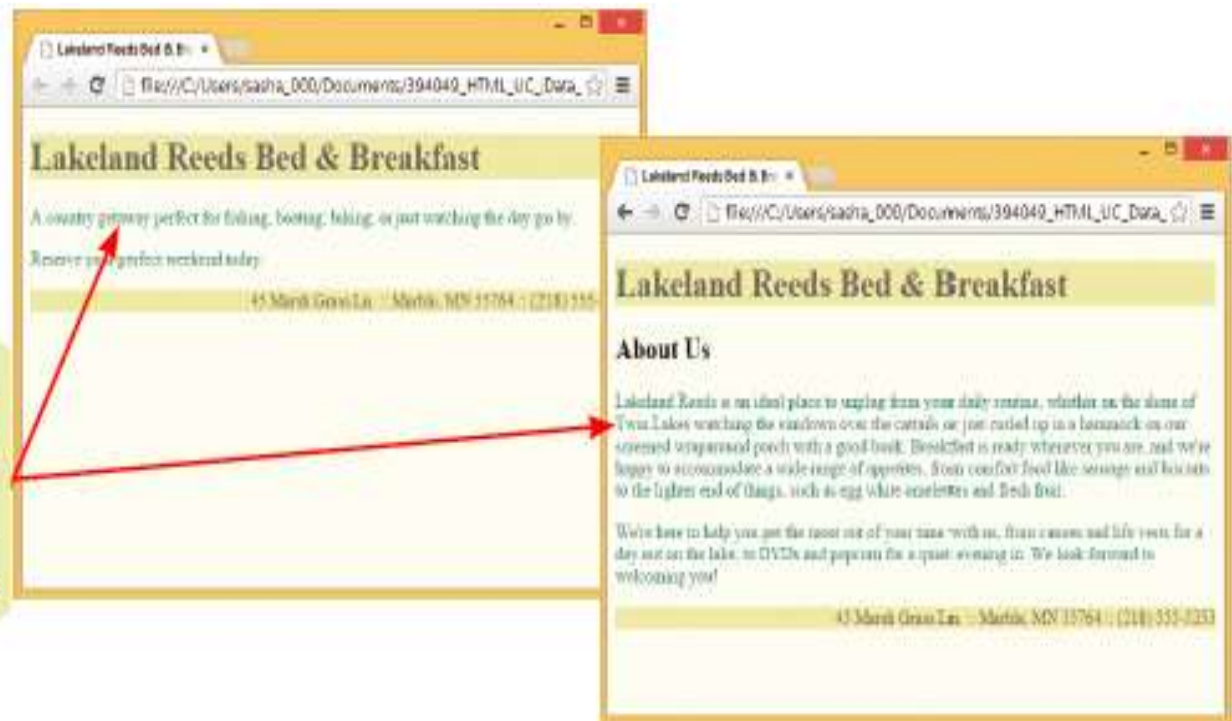 Lakeland Reeds Bed & Br
file:///C:/Users/sasha_000/Documents/394049_HTML_UC_Data_
Lakeland Reeds Bed & Breakfast
A country getaway perfect for fishing, boating, biking, or just watching the day go by.
Reserve your perfect weekend today
45 Marsh Grass Ln. :: Marble, MN 55764 :: (218) 555-
Lakeland Reeds Bed & Br
file:///C:/Users/sasha_000/Documents/394049_HTML_UC_Data_
Lakeland Reeds Bed & Breakfast
About Us
Lakeland Reeds is an ideal place to unplug from your daily routine, whether on the shore of
Twin Lakes watching the sundown over the cattails or just curled up in a hammock on our
screened wraparound porch with a good book. Breakfast is ready wherever you are, and we're
happy to accommodate a wide range of appetites, from comfort food like sausage and biscuits
to the lighter end of things, such as egg white omelettes and fresh fruit.
We're here to help you get the most out of your time with us, from canoes and life vests for a
day out on the lake, to DVDs and popcorn for a quiet evening in. We look forward to
welcoming you!
45 Marsh Grass Ln. :: Marble, MN 55764 :: (218) 555-5253